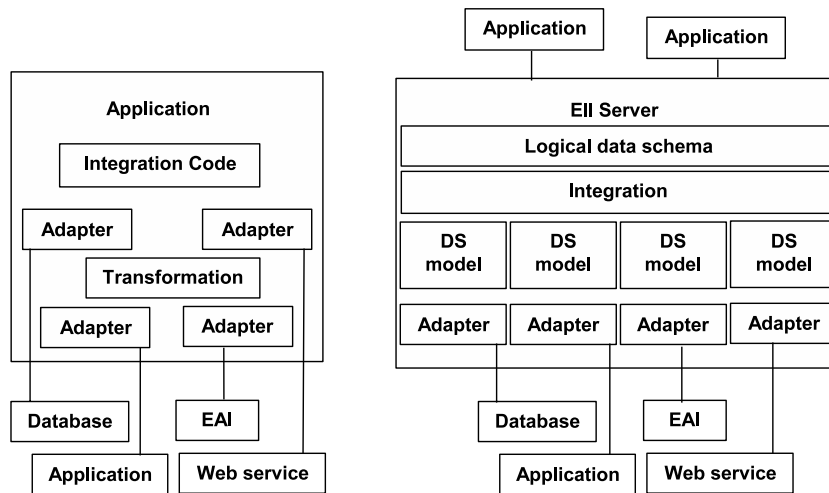 Application
Integration Code
Adapter
Adapter
Transformation
Adapter
Adapter
Database
EAI
Application
Web service
Application
Application
EII Server
Logical data schema
Integration
DS
model
DS
model
DS
model
DS
model
Adapter
Adapter
Adapter
Adapter
Database
EAI
Application
Web service